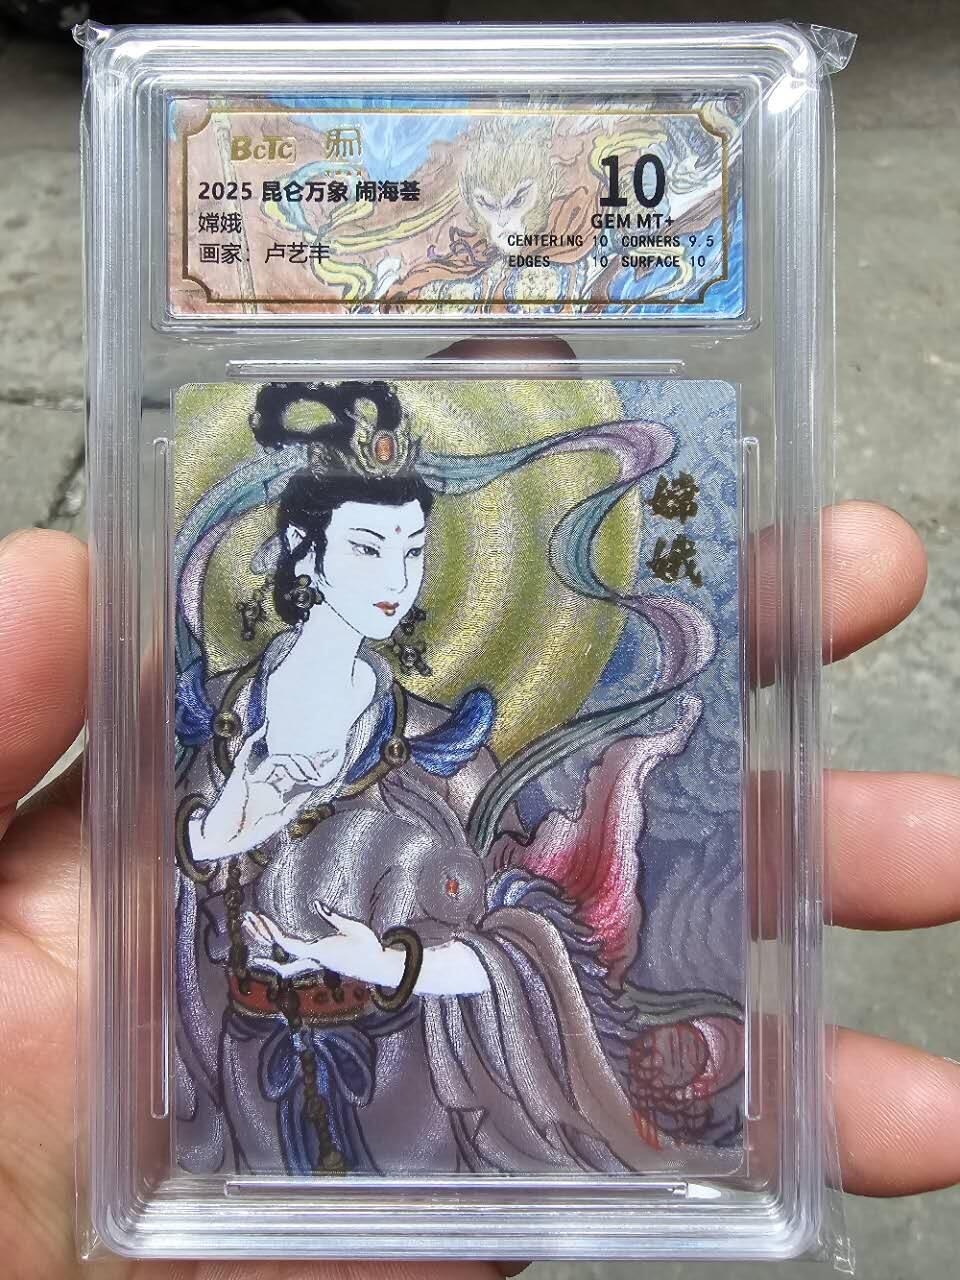 BCTC
2025 昆仑万象 闹海荟
嫦娥
画家：卢艺丰
10
GEM MT+
CENTERING 10 CORNERS 9.5
EDGES 10 SURFACE 10
嫦娥